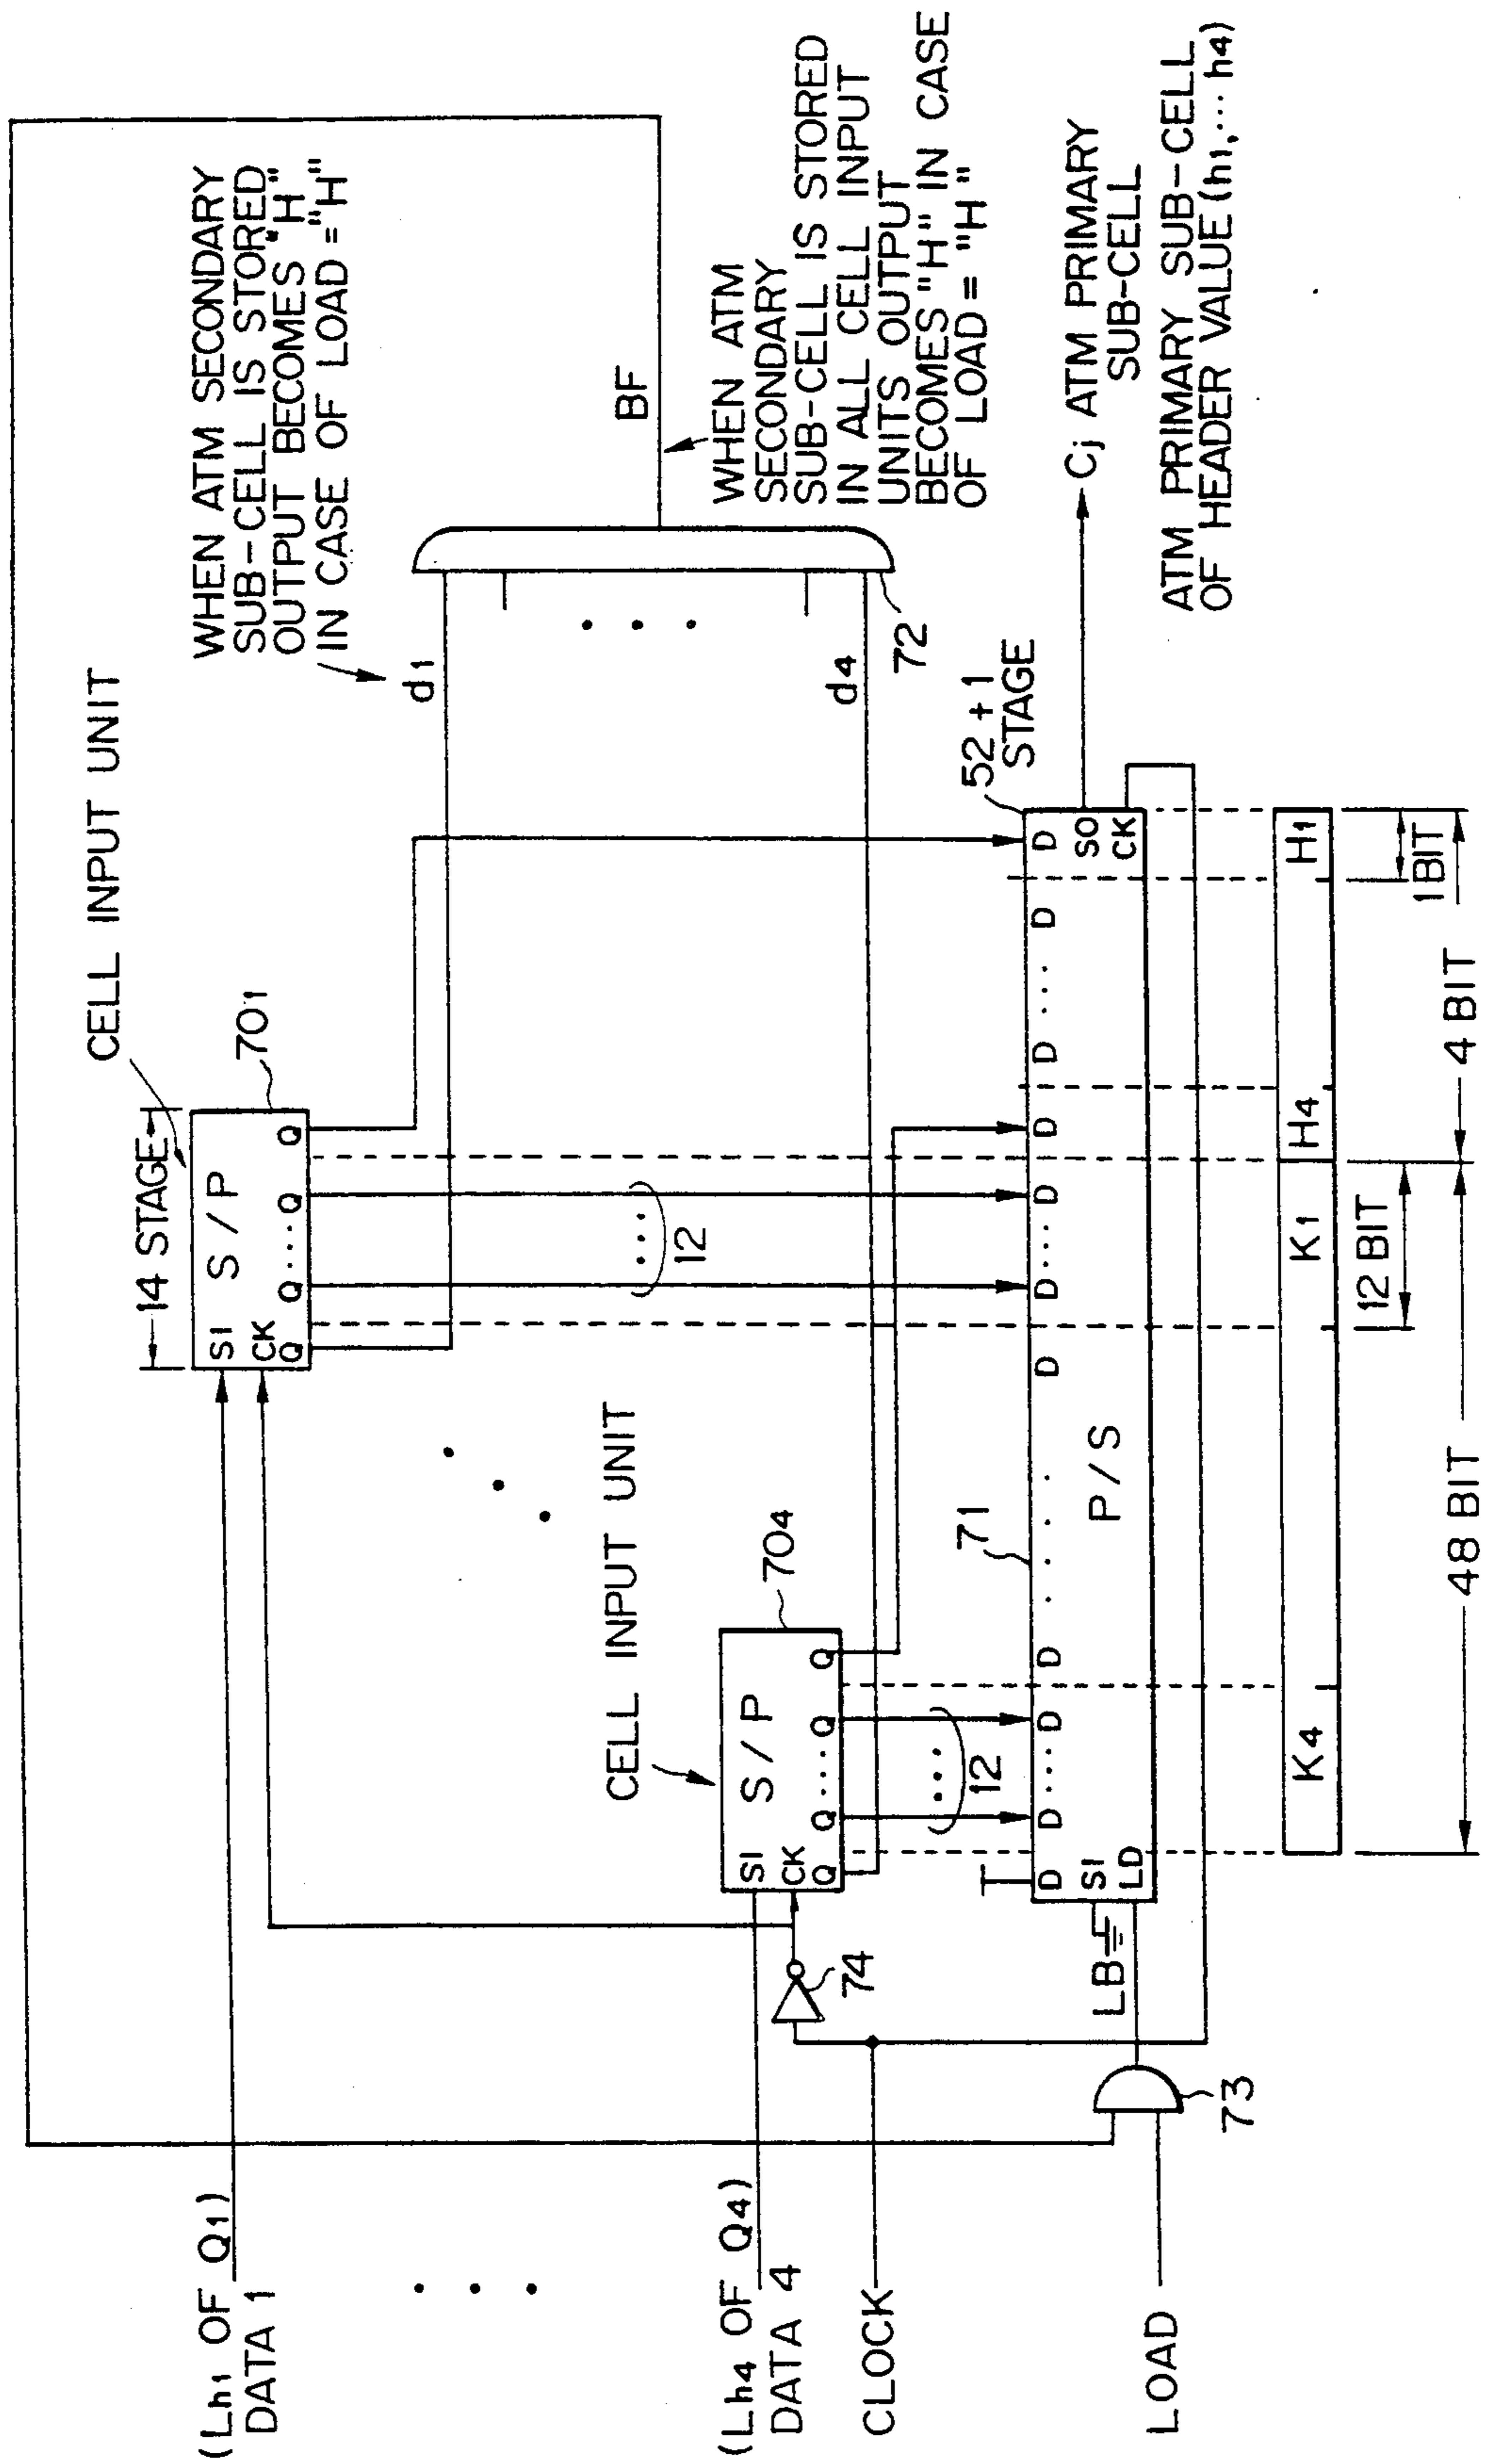 CELL INPUT UNIT
14 STAGE
701
S / P
SI
CK
Q
Q
....
Q
Q
WHEN ATM SECONDARY
SUB-CELL IS STORED
OUTPUT BECOMES "H"
IN CASE OF LOAD = "H"
d1
d4
72
BF
WHEN ATM
SECONDARY
SUB-CELL IS STORED
IN ALL CELL INPUT
UNITS OUTPUT
BECOMES "H" IN CASE
OF LOAD = "H"
12
(Lh1 OF Q1)
DATA 1
CELL INPUT UNIT
704
S / P
SI
CK
Q
Q
....
Q
Q
12
(Lh4 OF Q4)
DATA 4
CLOCK
74
LOAD
73
LB
71
52 + 1
STAGE
D
D
....
D
D
D
D
....
D
D
D
...
D
D
SI
LD
P / S
SO
CK
Cj ATM PRIMARY
SUB-CELL
ATM PRIMARY SUB-CELL
OF HEADER VALUE (h1, ... h4)
K4
K1
H4
H1
12 BIT
1 BIT
48 BIT
4 BIT